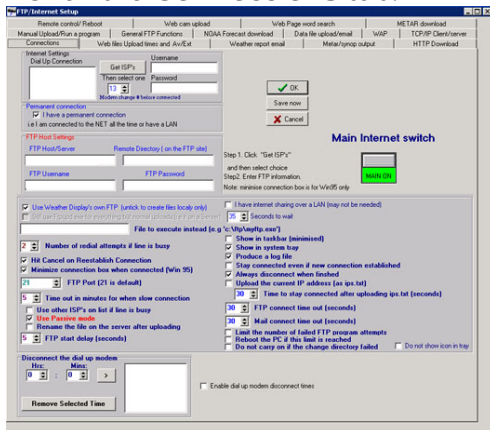 FTP/Internet Setup
Remote control/ Reboot
Web cam upload
Web Page word search
METAR download
Manual Upload/Run a program
General FTP Functions
NOAA Forecast download
Data file upload/email
WAP
TCP/IP Client/server
Connections
Web files Upload times and Av/Ext
Weather report email
Metar/synop output
HTTP Download
Internet Settings
Dial Up Connection
Username
Get ISP's
Then select one
Password
13
Modem change # before connected
OK
Save now
Cancel
Permanent connection
I have a permanent connection
i.e I am connected to the NET all the time or have a LAN
Main Internet switch
FTP Host Settings
FTP Host/Server
Remote Directory ( on the FTP site)
FTP Username
FTP Password
Step 1. Click "Get ISP's"
and then select choice
Step2. Enter FTP information.
Note: minimise connection box is for Win95 only
MAIN ON
Use Weather Display's own FTP (untick to create files localy only)
I have internet sharing over a LAN (may not be needed)
35
Seconds to wait
File to execute instead (e.g 'c:\ftp\myftp.exe')
2
Number of redial attempts if line is busy
Hit Cancel on Reestablish Connection
Minimize connection box when connected (Win 95)
21
FTP Port (21 is default)
5
Time out in minutes for when slow connection
Use other ISP's on list if line is busy
Use Passive mode
Rename the file on the server after uploading
5
FTP start delay (seconds)
Show in taskbar (minimised)
Show in system tray
Produce a log file
Stay connected even if new connection established
Always disconnect when finshed
Upload the current IP address (as ips.txt)
30
Time to stay connected after uploading ips.txt (seconds)
30
FTP connect time out (seconds)
30
Mail connect time out (seconds)
Limit the number of failed FTP program attempts
Reboot the PC if this limit is reached
Do not carry on if the change directory failed
Do not show icon in tray
Disconnect the dial up modem
Hrs:
Mins:
0
:
0
>
Remove Selected Time
Enable dial up modem disconnect times